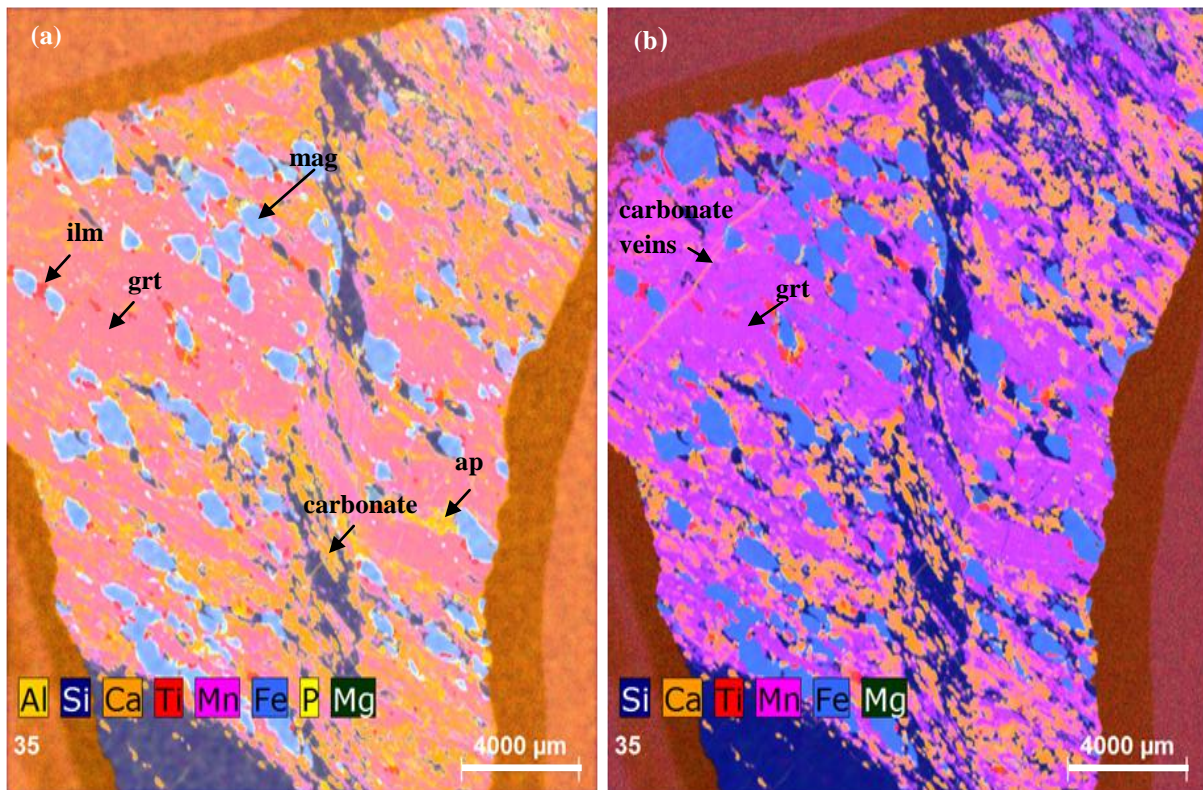 (a)
mag
ilm
grt
ap
carbonate
Al Si Ca Ti Mn Fe P Mg
35
4000 µm
(b)
carbonate
veins
grt
Si Ca Ti Mn Fe Mg
35
4000 µm